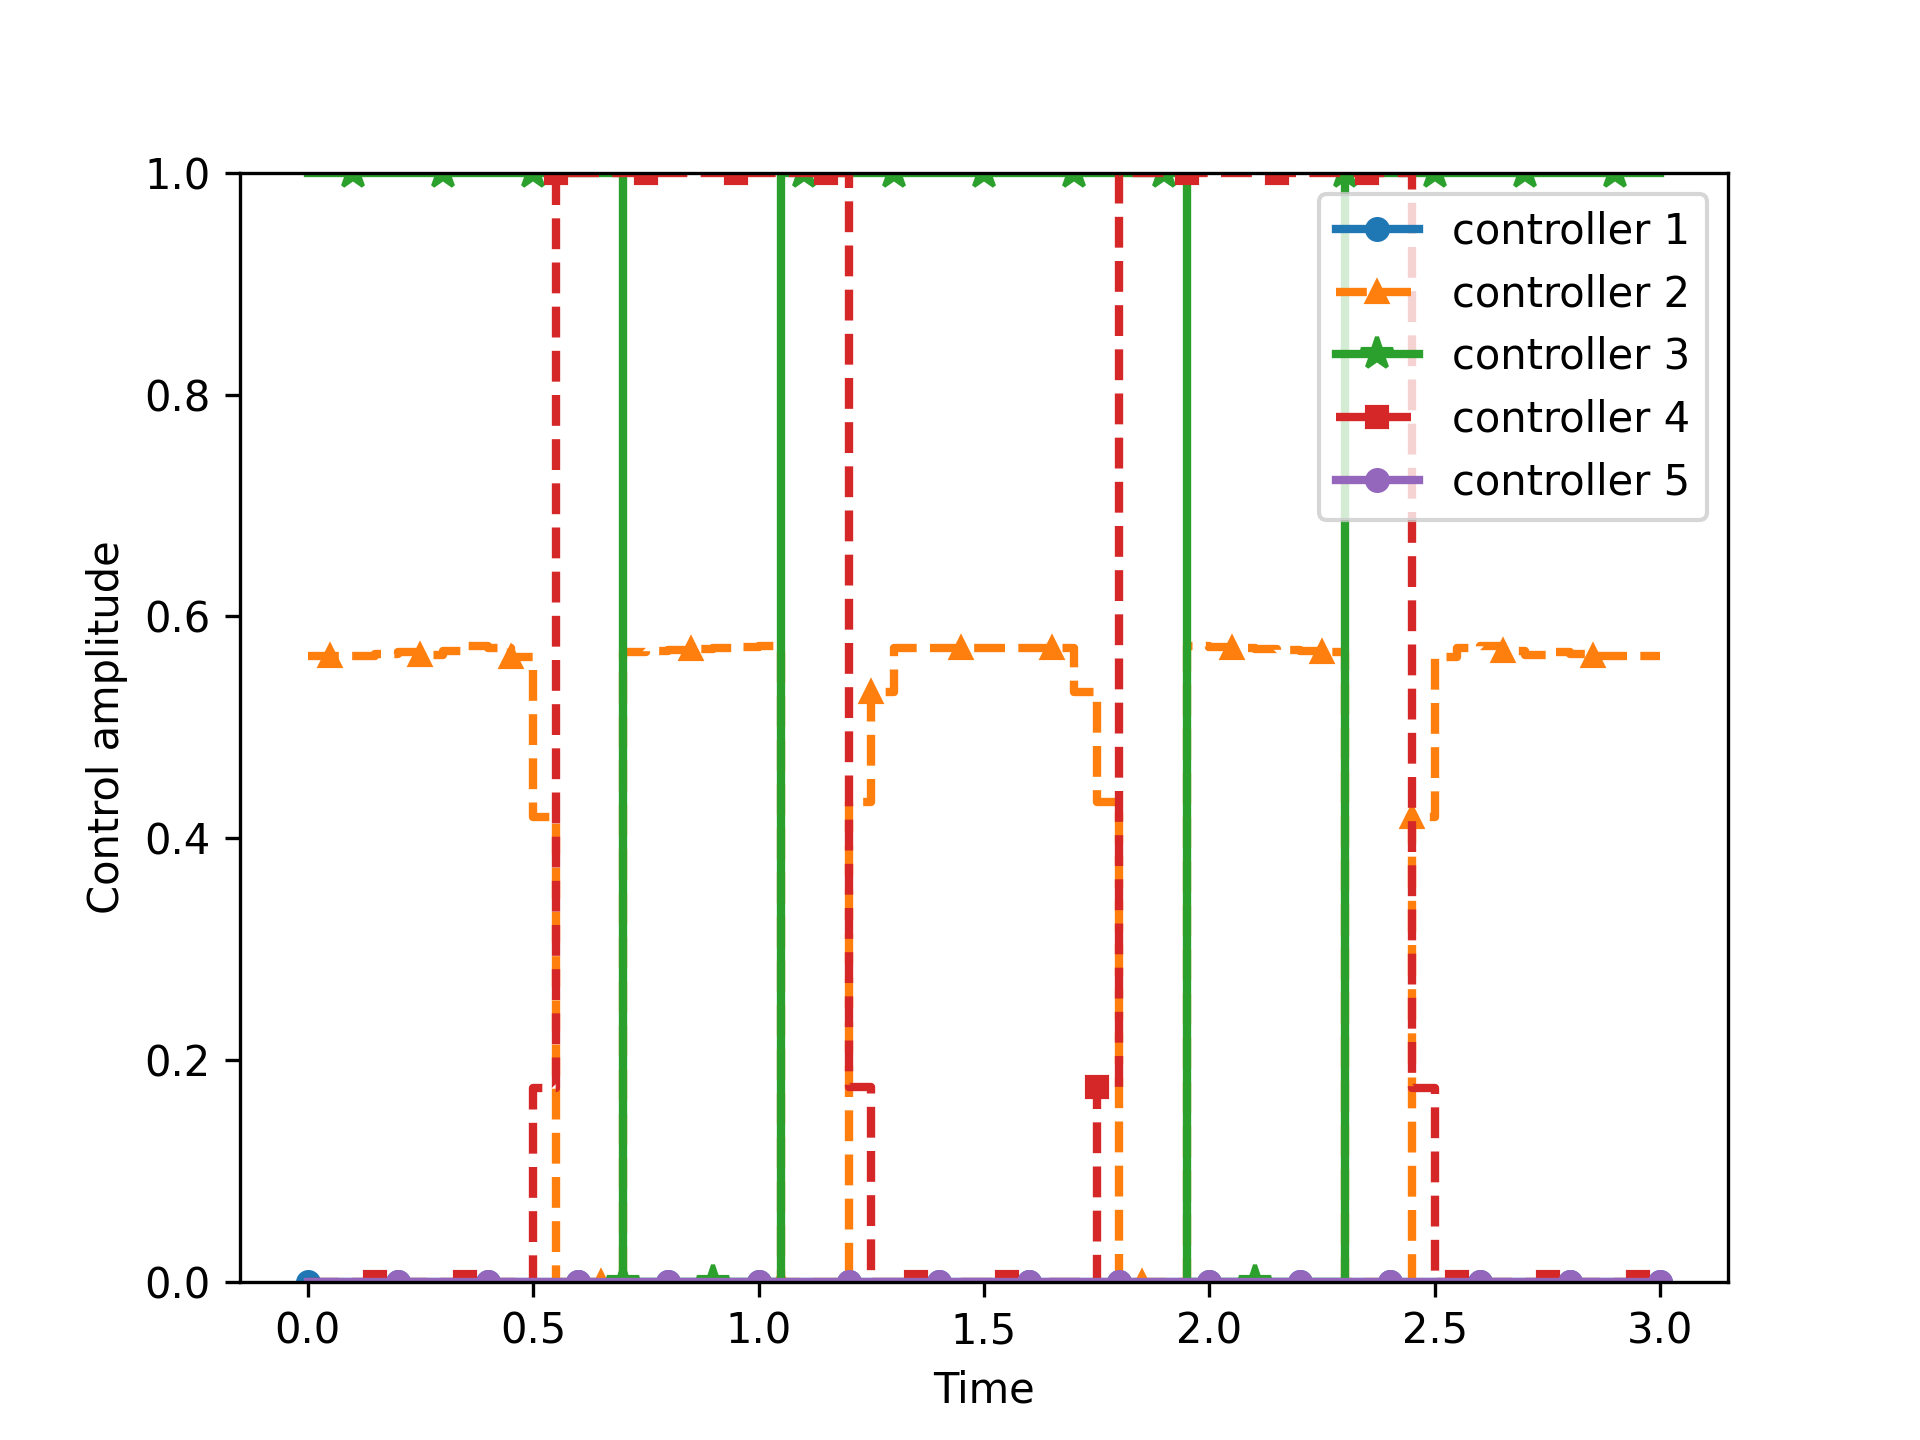 1.0
0.8
0.6
0.4
0.2
0.0
Control amplitude
controller 1
controller 2
controller 3
controller 4
controller 5
0.0 0.5 1.0 1.5 2.0 2.5 3.0
Time